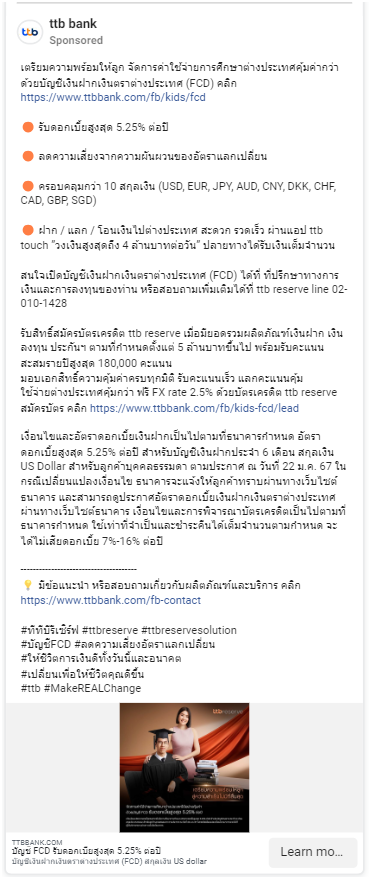 ttb bank
ttb
Sponsored
เตรียมความพร้อมให้ลูก จัดการค่าใช้จ่ายการศึกษาต่างประเทศคุ้มค่ากว่า
ด้วยบัญชีเงินฝากเงินตราต่างประเทศ (FCD) คลิก
https://www.ttbbank.com/fb/kids/fcd
รับดอกเบี้ยสูงสุด 5.25% ต่อปี
ลดความเสี่ยงจากความผันผวนของอัตราแลกเปลี่ยน
ครอบคลุมกว่า 10 สกุลเงิน (USD, EUR, JPY, AUD, CNY, DKK, CHF,
CAD, GBP, SGD)
ฝาก / แลก / โอนเงินไปต่างประเทศ สะดวก รวดเร็ว ผ่านแอป ttb
touch "วงเงินสูงสุดถึง 4 ล้านบาทต่อวัน" ปลายทางได้รับเงินเต็มจำนวน
สนใจเปิดบัญชีเงินฝากเงินตราต่างประเทศ (FCD) ได้ที่ ที่ปรึกษาทางการ
เงินและการลงทุนของท่าน หรือสอบถามเพิ่มเติมได้ที่ ttb reserve line 02-
010-1428
รับสิทธิ์สมัครบัตรเครดิต ttb reserve เมื่อมียอดรวมผลิตภัณฑ์เงินฝาก เงิน
ลงทุน ประกันฯ ตามที่กำหนดตั้งแต่ 5 ล้านบาทขึ้นไป พร้อมรับคะแนน
สะสมรายปีสูงสุด 180,000 คะแนน
มอบเอกสิทธิ์ความคุ้มค่าครบทุกมิติ รับคะแนนเร็ว แลกคะแนนคุ้ม
ใช้จ่ายต่างประเทศคุ้มกว่า ฟรี FX rate 2.5% ด้วยบัตรเครดิต ttb reserve
สมัครบัตร คลิก https://www.ttbbank.com/fb/kids-fcd/lead
เงื่อนไขและอัตราดอกเบี้ยเงินฝากเป็นไปตามที่ธนาคารกำหนด อัตรา
ดอกเบี้ยสูงสุด 5.25% ต่อปี สำหรับบัญชีเงินฝากประจำ 6 เดือน สกุลเงิน
US Dollar สำหรับลูกค้าบุคคลธรรมดา ตามประกาศ ณ วันที่ 22 ม.ค. 67 ใน
กรณีเปลี่ยนแปลงเงื่อนไข ธนาคารจะแจ้งให้ลูกค้าทราบผ่านทางเว็บไซต์
ธนาคาร และสามารถดูประกาศอัตราดอกเบี้ยเงินฝากเงินตราต่างประเทศ
ผ่านทางเว็บไซต์ธนาคาร เงื่อนไขและการพิจารณาบัตรเครดิตเป็นไปตามที่
ธนาคารกำหนด ใช้เท่าที่จำเป็นและชำระคืนได้เต็มจำนวนตามกำหนด จะ
ได้ไม่เสียดอกเบี้ย 7%-16% ต่อปี
--------------------------------------
มีข้อแนะนำ หรือสอบถามเกี่ยวกับผลิตภัณฑ์และบริการ คลิก
https://www.ttbbank.com/fb-contact
#ทีทีบีรีเซิร์ฟ #ttbreserve #ttbreservesolution
#บัญชีFCD #ลดความเสี่ยงอัตราแลกเปลี่ยน
#ให้ชีวิตการเงินดีทั้งวันนี้และอนาคต
#เปลี่ยนเพื่อให้ชีวิตคุณดีขึ้น
#ttb #MakeREALChange
ttb reserve
TTBBANK.COM
บัญชี FCD รับดอกเบี้ยสูงสุด 5.25% ต่อปี
บัญชีเงินฝากเงินตราต่างประเทศ (FCD) สกุลเงิน US dollar
Learn mo...